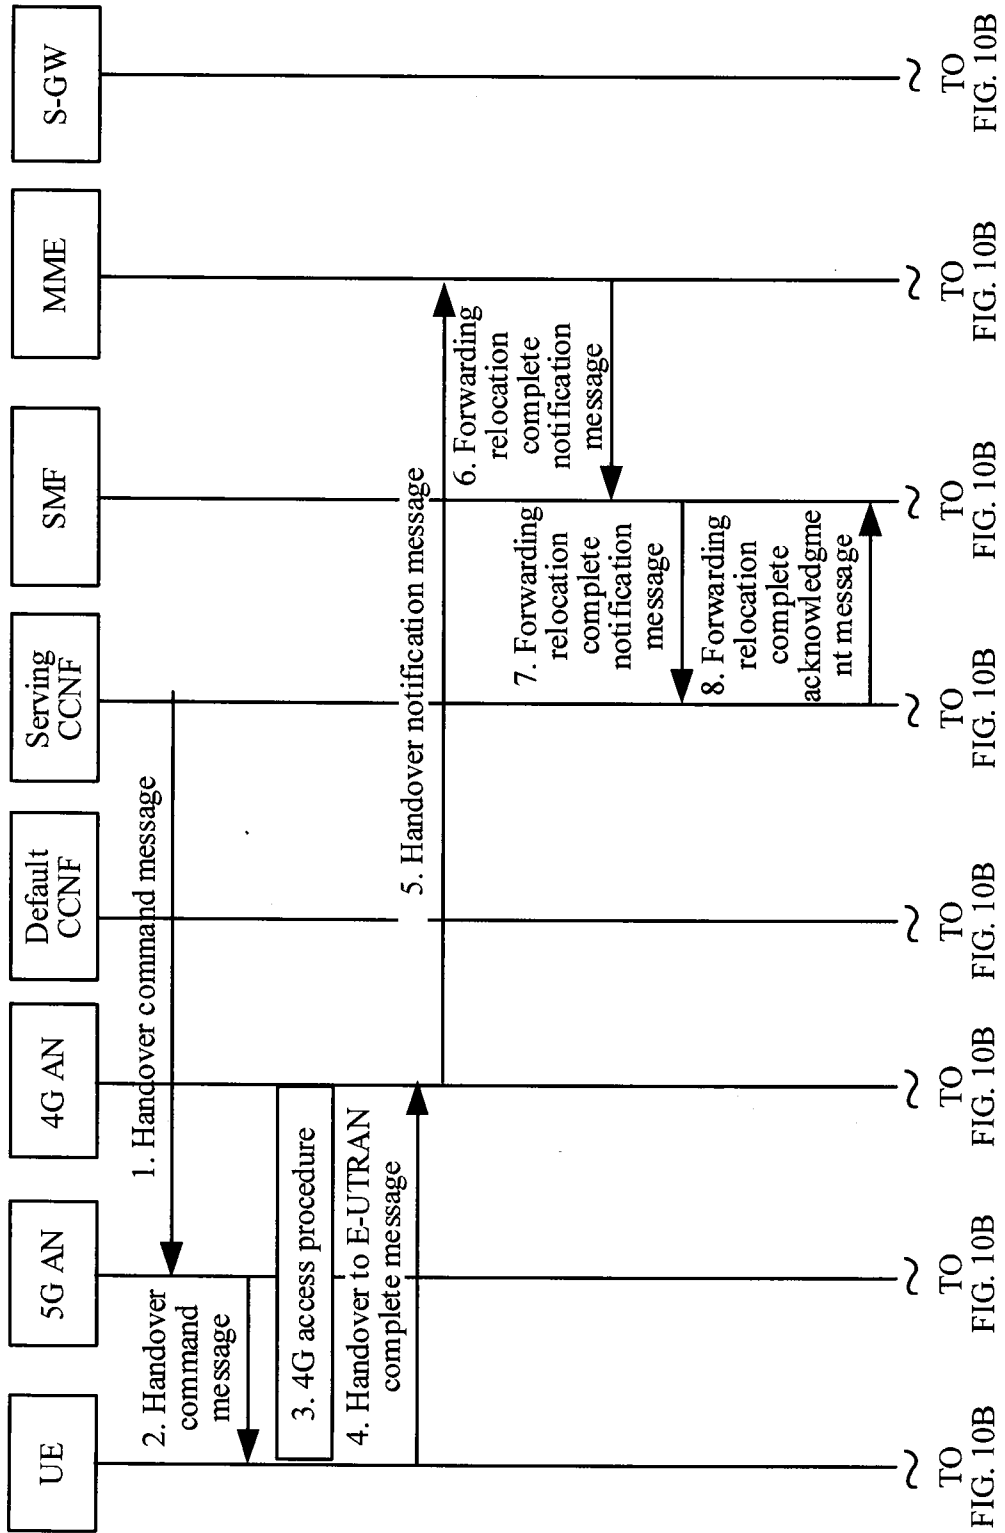 UE
5G AN
4G AN
Default
CCNF
Serving
CCNF
SMF
MME
S-GW
1. Handover command message
2. Handover
command
message
3. 4G access procedure
4. Handover to E-UTRAN
complete message
5. Handover notification message
6. Forwarding
relocation
complete
notification
message
7. Forwarding
relocation
complete
notification
message
8. Forwarding
relocation
complete
acknowledgme
nt message
TO
FIG. 10B
TO
FIG. 10B
TO
FIG. 10B
TO
FIG. 10B
TO
FIG. 10B
TO
FIG. 10B
TO
FIG. 10B
TO
FIG. 10B